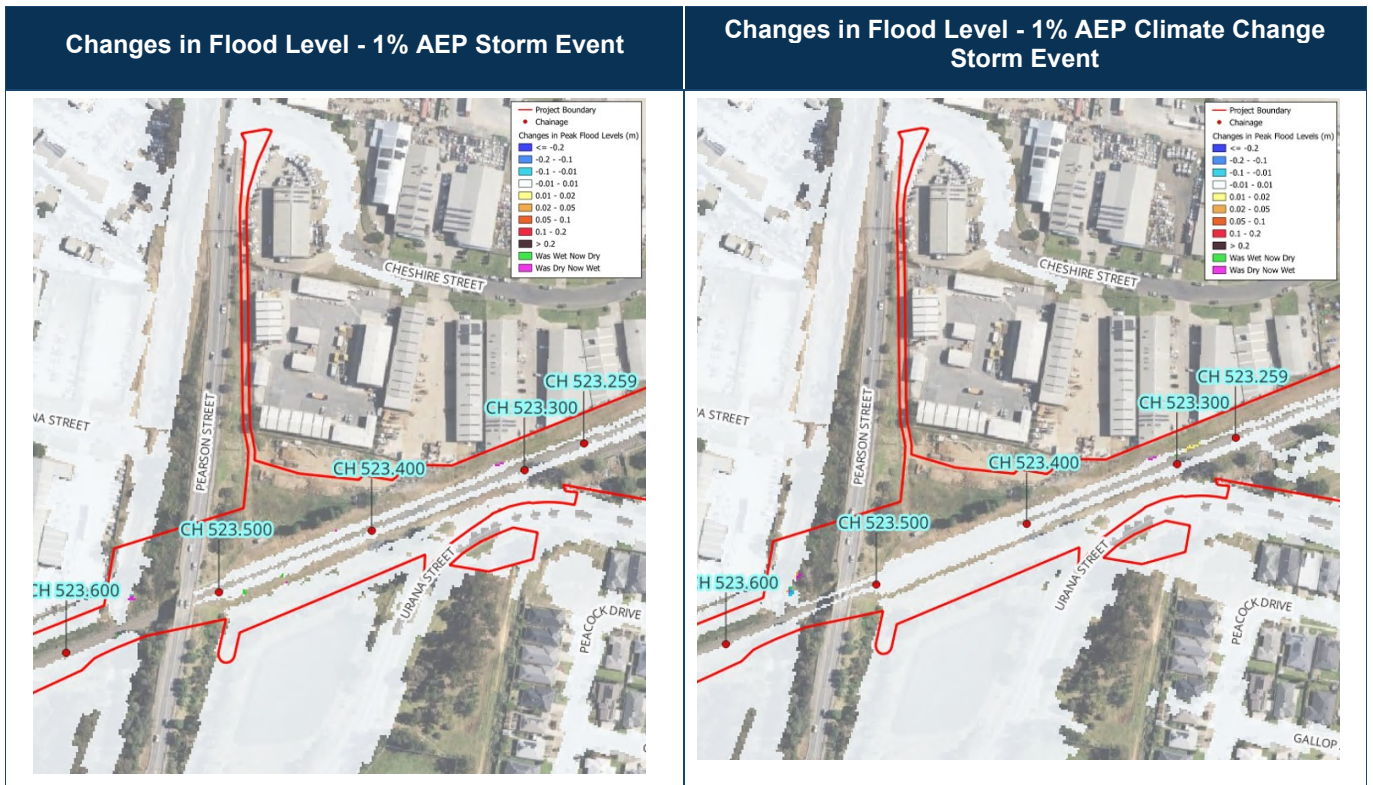 Changes in Flood Level - 1% AEP Storm Event
Changes in Flood Level - 1% AEP Climate Change
Storm Event
Project Boundary
Chainage
Changes in Peak Flood Levels (m)
<= -0.2
-0.2 - -0.1
-0.1 - -0.01
-0.01 - 0.01
0.01 - 0.02
0.02 - 0.05
0.05 - 0.1
0.1 - 0.2
> 0.2
Was Wet Now Dry
Was Dry Now Wet
CHESHIRE STREET
CH 523.259
CH 523.300
NA STREET
PEARSON STREET
CH 523.400
CH 523.500
URANA STREET
CH 523.600
PEACOCK DRIVE
G
Project Boundary
Chainage
Changes in Peak Flood Levels (m)
<= -0.2
-0.2 - -0.1
-0.1 - -0.01
-0.01 - 0.01
0.01 - 0.02
0.02 - 0.05
0.05 - 0.1
0.1 - 0.2
> 0.2
Was Wet Now Dry
Was Dry Now Wet
CHESHIRE STREET
CH 523.259
CH 523.300
A STREET
PEARSON STREET
CH 523.400
CH 523.500
URANA STREET
H 523.600
PEACOCK DRIVE
GALLOP